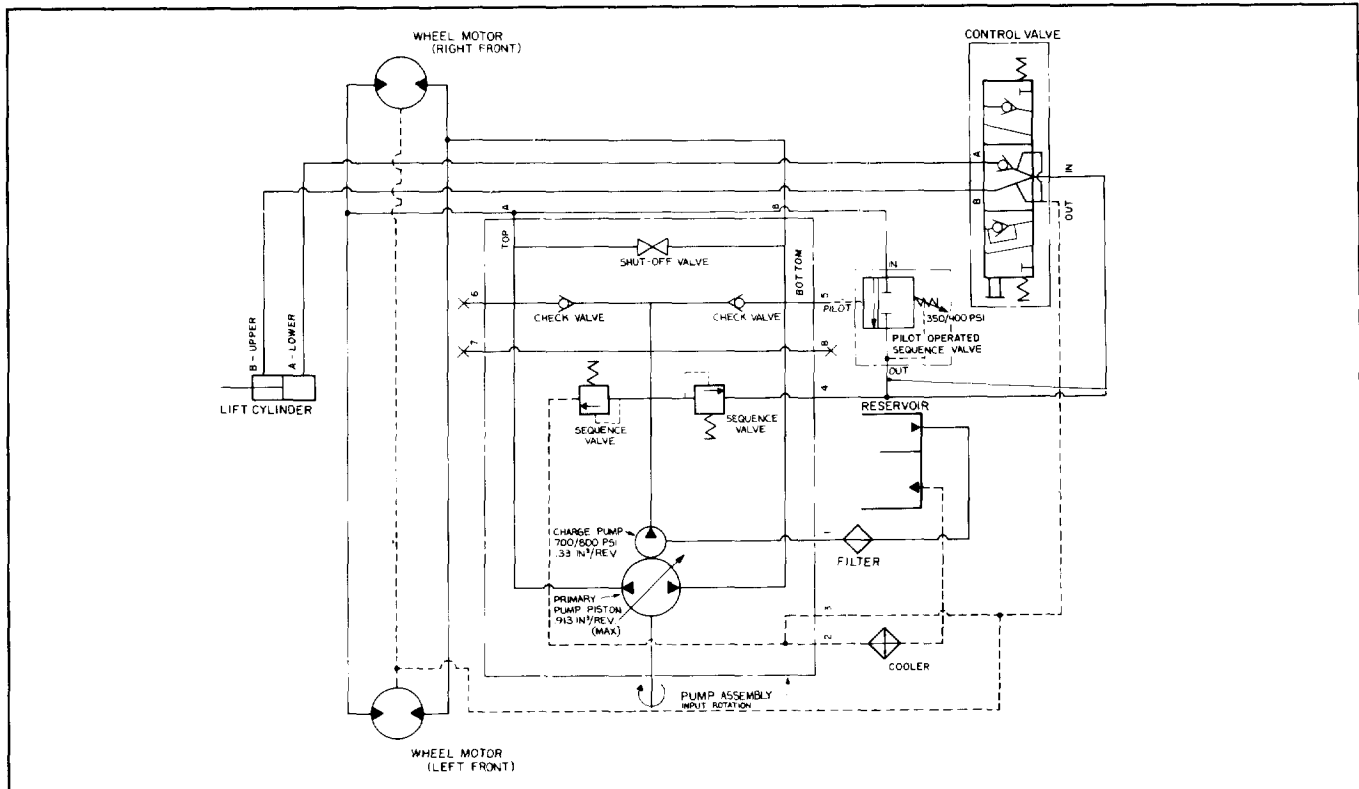 WHEEL MOTOR
(RIGHT FRONT)
CONTROL VALVE
A
B
IN
OUT
A
B
TOP
BOTTOM
SHUT-OFF VALVE
IN
6
5
CHECK VALVE
CHECK VALVE
PILOT
350/400 PSI
PILOT OPERATED
SEQUENCE VALVE
7
8
OUT
B - UPPER
A - LOWER
LIFT CYLINDER
4
RESERVOIR
SEQUENCE
VALVE
SEQUENCE
VALVE
CHARGE PUMP
700/800 PSI
.33 IN³/REV
1
FILTER
PRIMARY
PUMP PISTON
.913 IN³/REV.
(MAX)
3
2
COOLER
PUMP ASSEMBLY
INPUT ROTATION
WHEEL MOTOR
(LEFT FRONT)